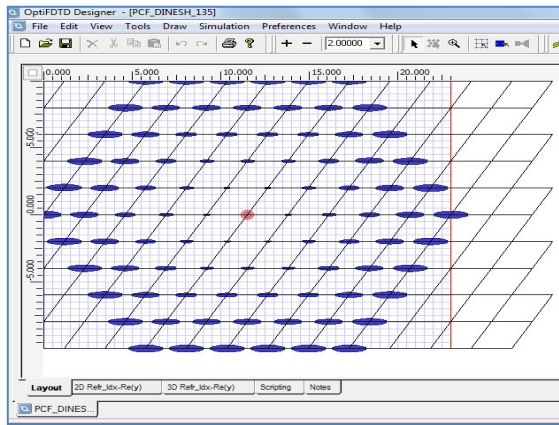 OptiFDTD Designer - [PCF_DINESH_135]
File Edit View Tools Draw Simulation Preferences Window Help
2.00000
0.000 5.000 10.000 15.000 20.000
5.000
0.000
-5.000
Layout 2D Refr_Idx-Re(y) 3D Refr_Idx-Re(y) Scripting Notes
PCF_DINES...